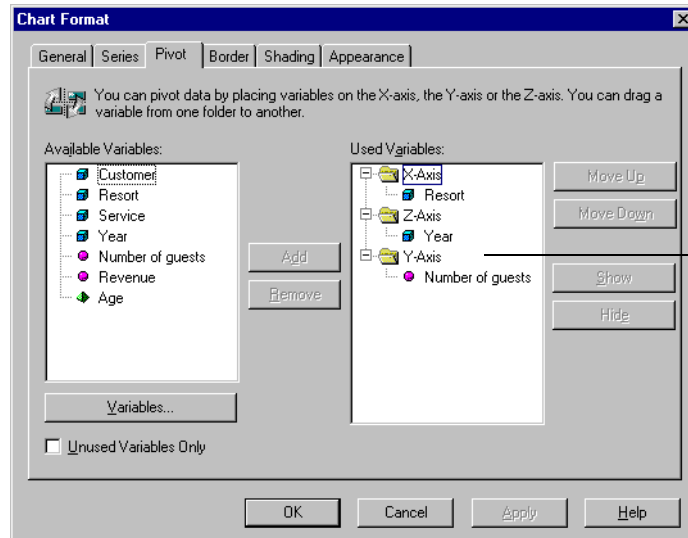 Chart Format
General Series Pivot Border Shading Appearance
You can pivot data by placing variables on the X-axis, the Y-axis or the Z-axis. You can drag a
variable from one folder to another.
Available Variables:
Customer
Resort
Service
Year
Number of guests
Revenue
Age
Variables...
Unused Variables Only
Add
Remove
Used Variables:
X-Axis
Resort
Z-Axis
Year
Y-Axis
Number of guests
Move Up
Move Down
Show
Hide
OK Cancel Apply Help